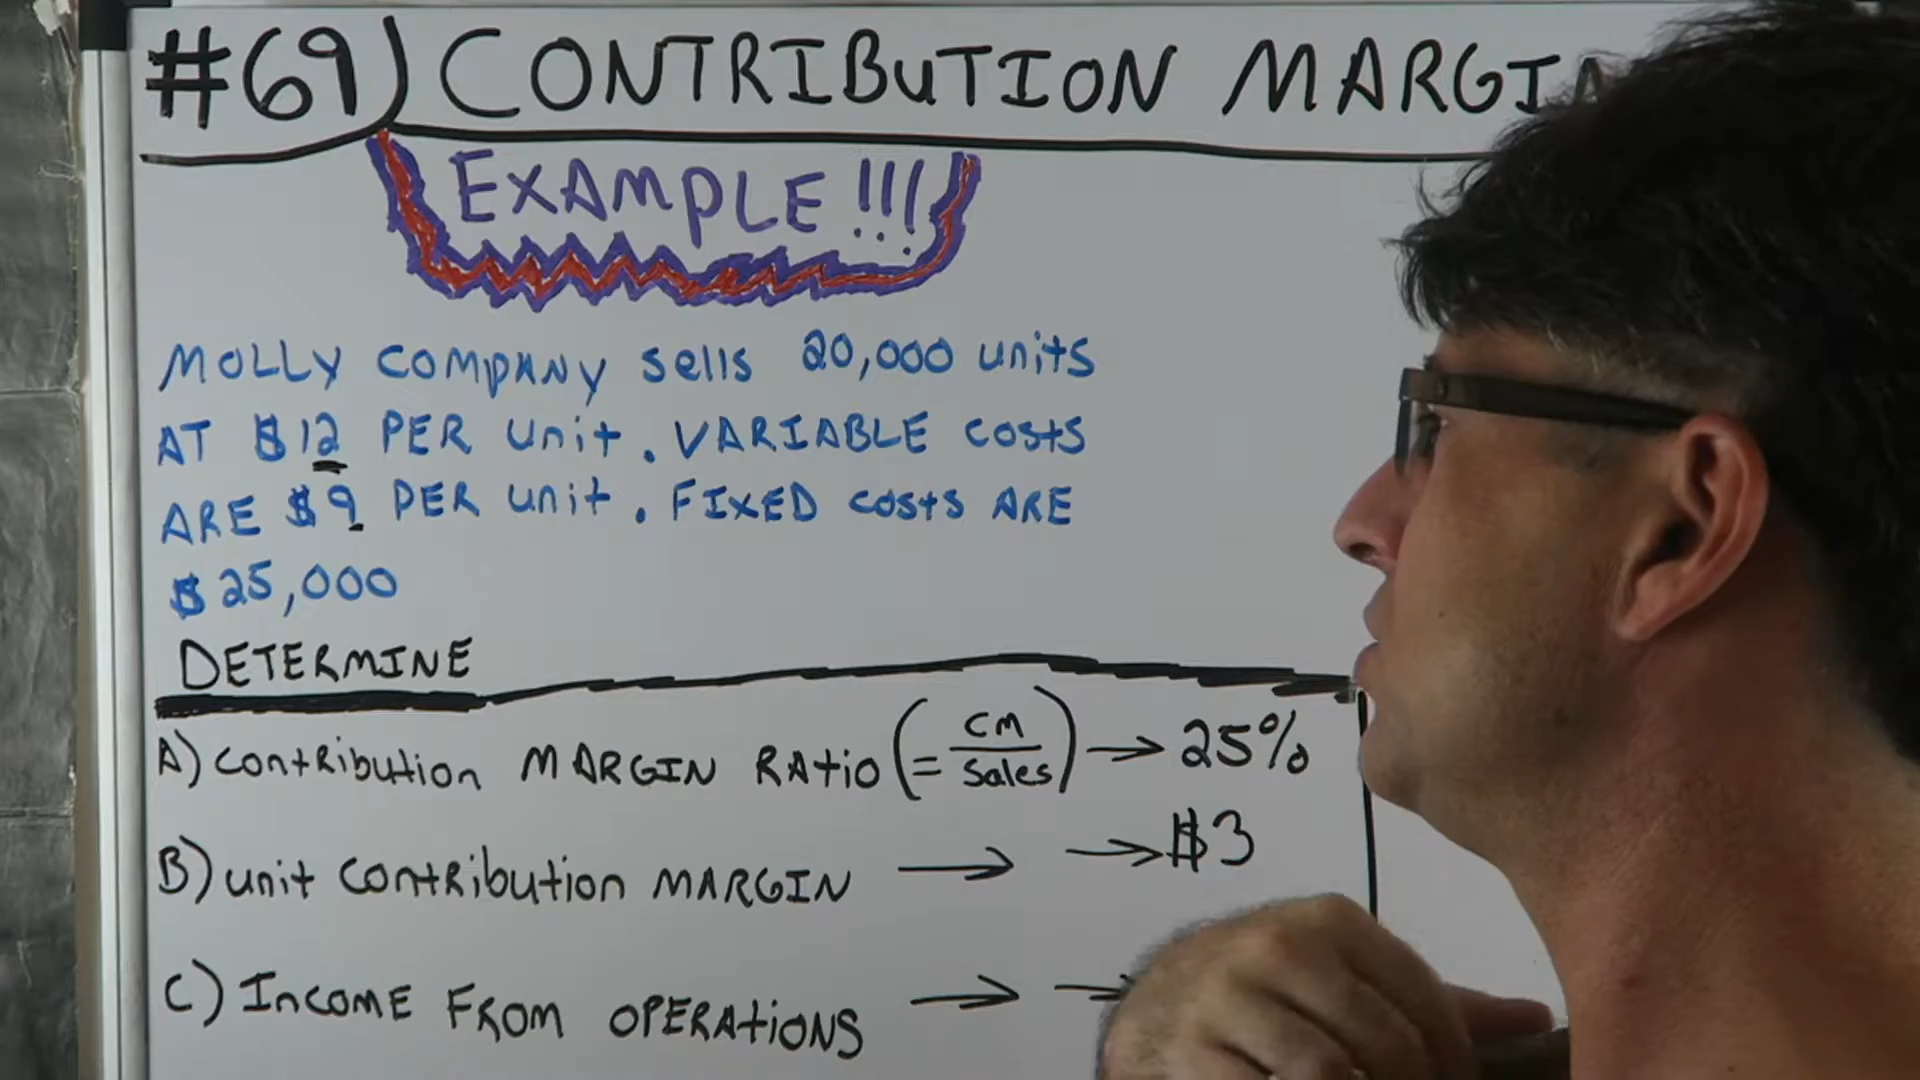 #69) CONTRIBUTION MARGIN
EXAMPLE!!!
MOLLY COMPANY sells 20,000 units
AT $12 PER unit. VARIABLE costs
ARE $9 PER unit. FIXED costs ARE
$25,000
DETERMINE
A) contribution MARGIN RAtio (= CM / Sales) → 25%
B) unit contribution MARGIN → → $3
C) Income FROM OPERAtiONS → →